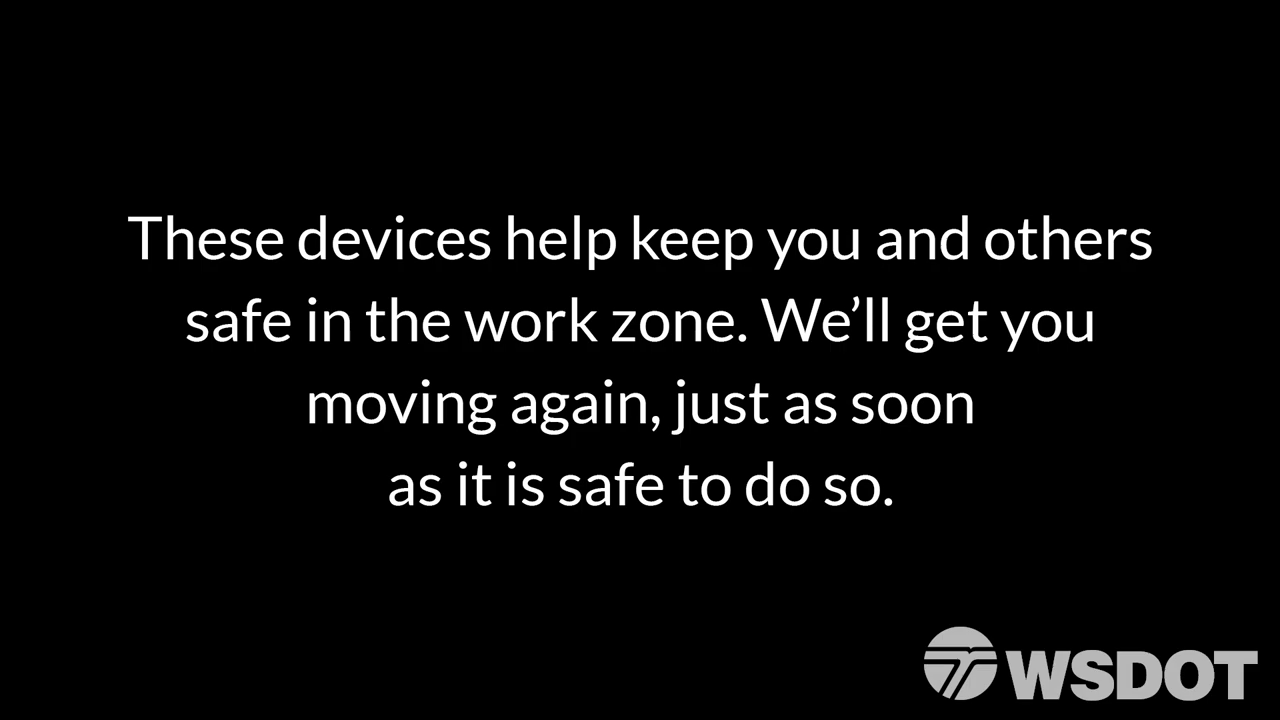 These devices help keep you and others
safe in the work zone. We’ll get you
moving again, just as soon
as it is safe to do so.
WSDOT